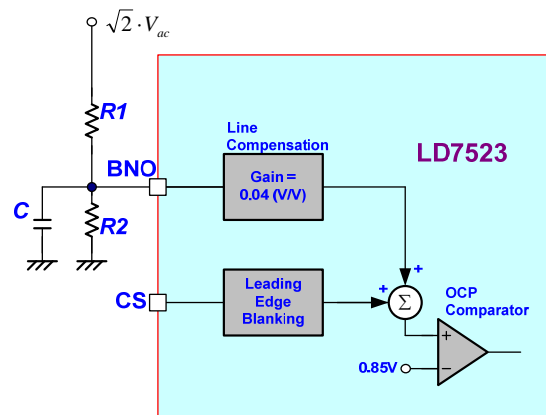 √2 · Vac
R1
Line
Compensation
LD7523
BNO
Gain =
0.04 (V/V)
C
R2
+
CS
Leading
Edge
Blanking
+
Σ
OCP
Comparator
+
0.85V
−